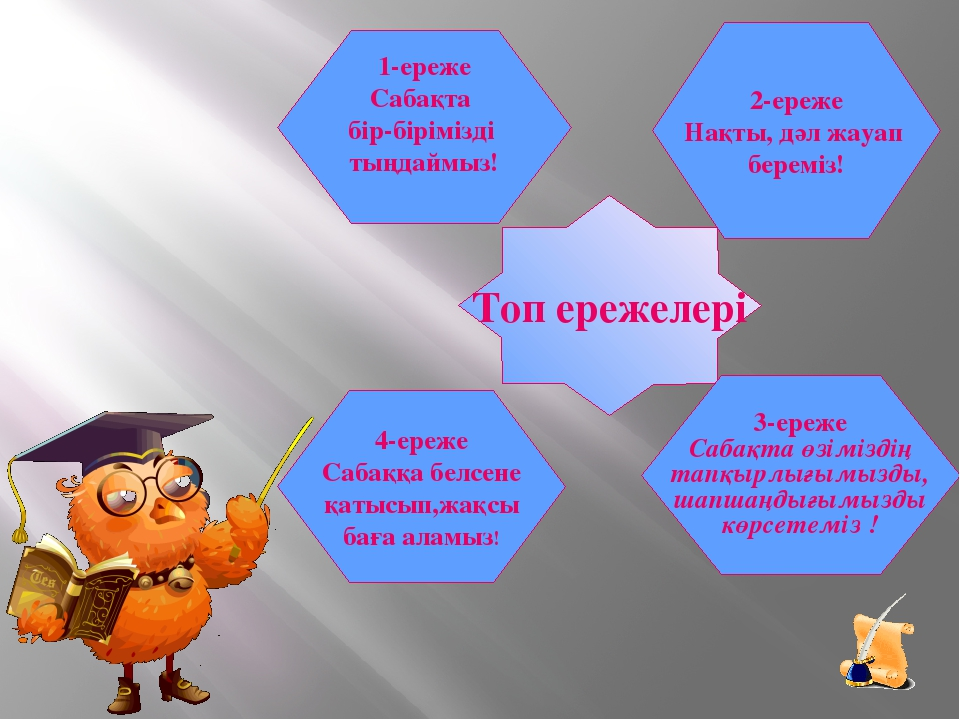 1-ереже
Сабақта
бір-бірімізді
тыңдаймыз!
2-ереже
Нақты, дәл жауап
береміз!
Топ ережелері
3-ереже
Сабақта өзіміздің
тапқырлығымызды,
шапшаңдығымызды
көрсетеміз !
4-ереже
Сабаққа белсене
қатысып,жақсы
баға аламыз!